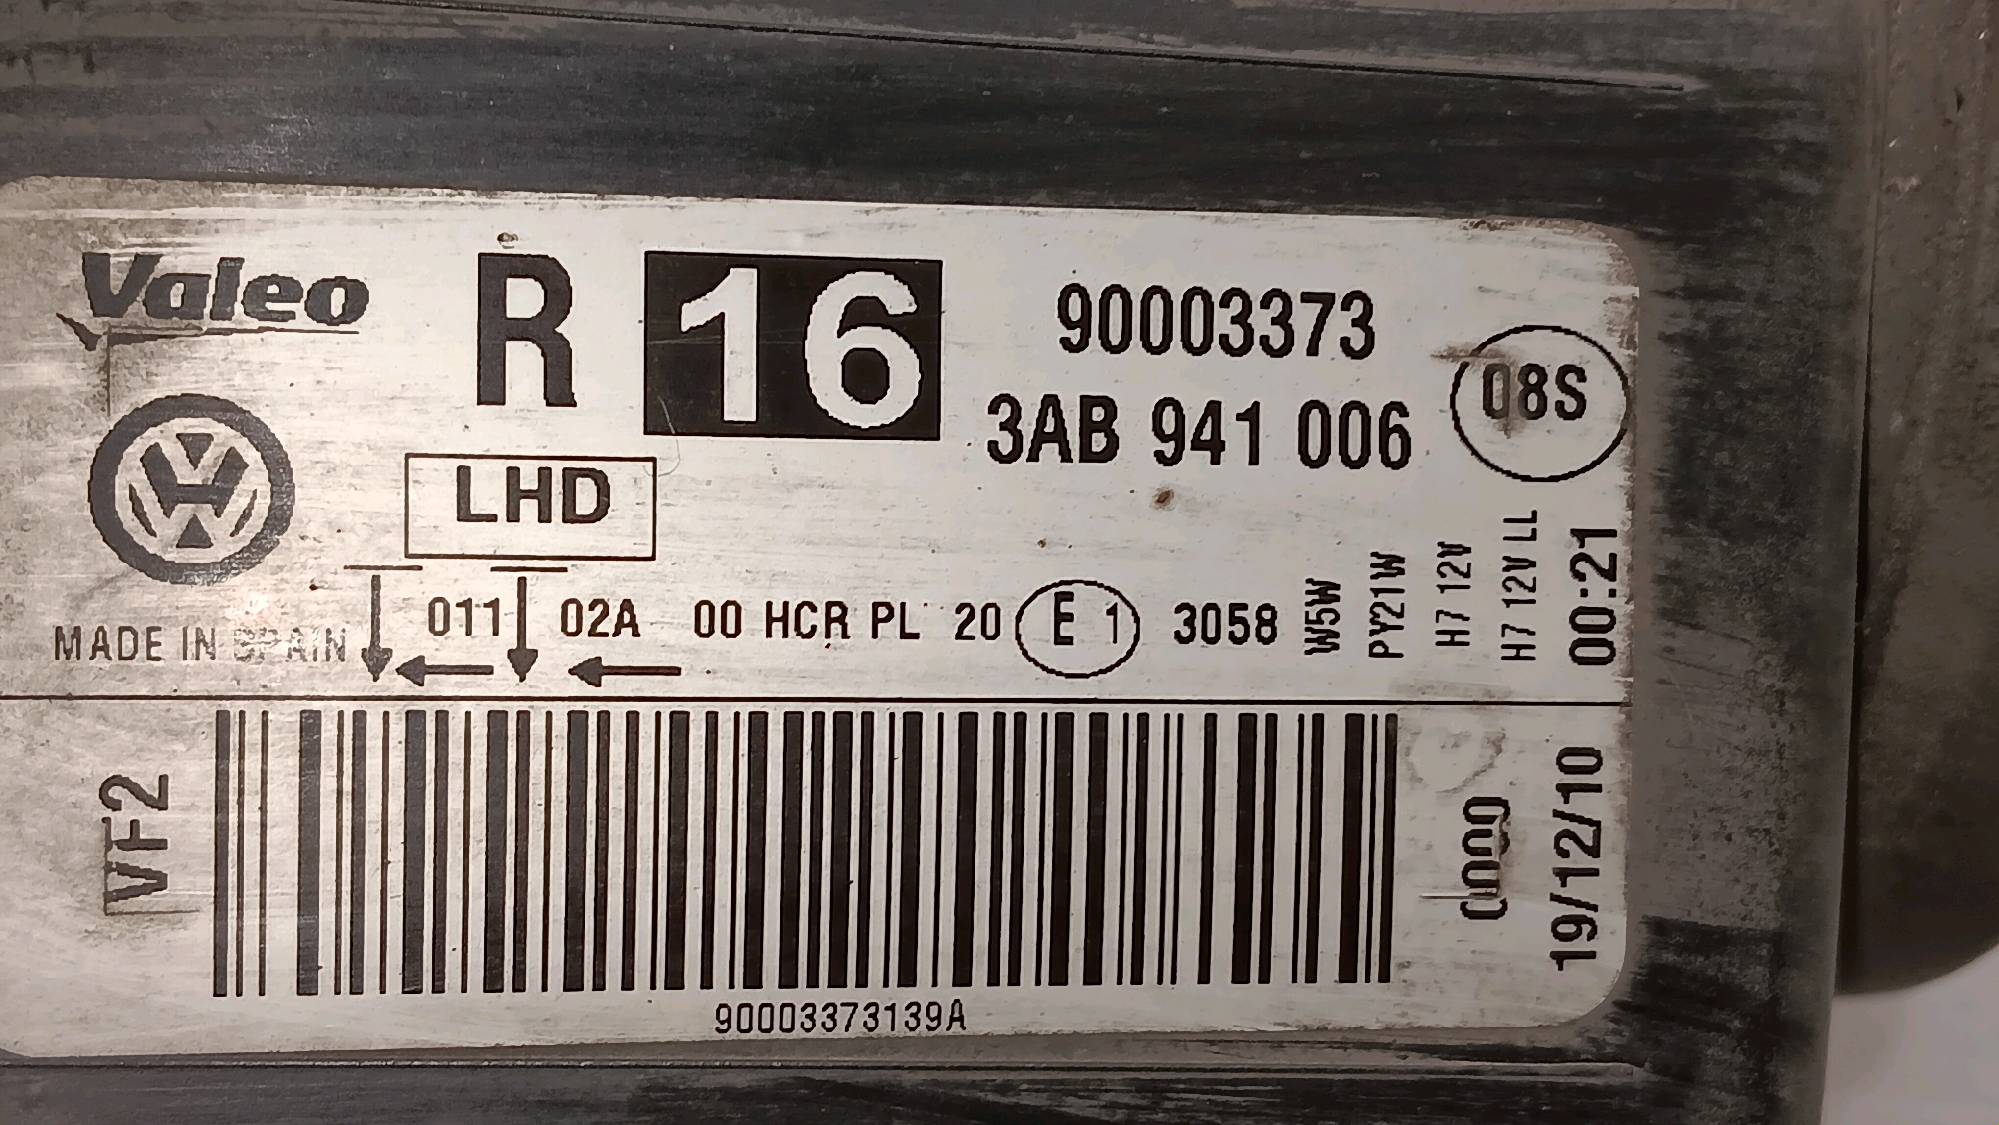 Valeo
R 16
90003373
3AB 941 006
08S
LHD
MADE IN SPAIN
011 02A 00 HCR PL 20 E 1 3058
W5W
PY21W
H7 12V
H7 12V LL
00:21
VF2
19/12/10
90003373139A